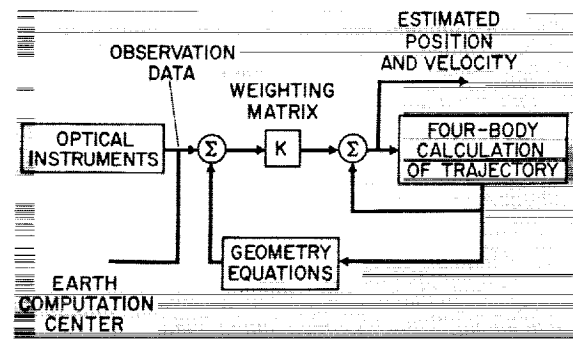 ESTIMATED
POSITION
AND VELOCITY
OBSERVATION
DATA
WEIGHTING
MATRIX
OPTICAL
INSTRUMENTS
Σ
K
Σ
FOUR-BODY
CALCULATION
OF TRAJECTORY
GEOMETRY
EQUATIONS
EARTH
COMPUTATION
CENTER